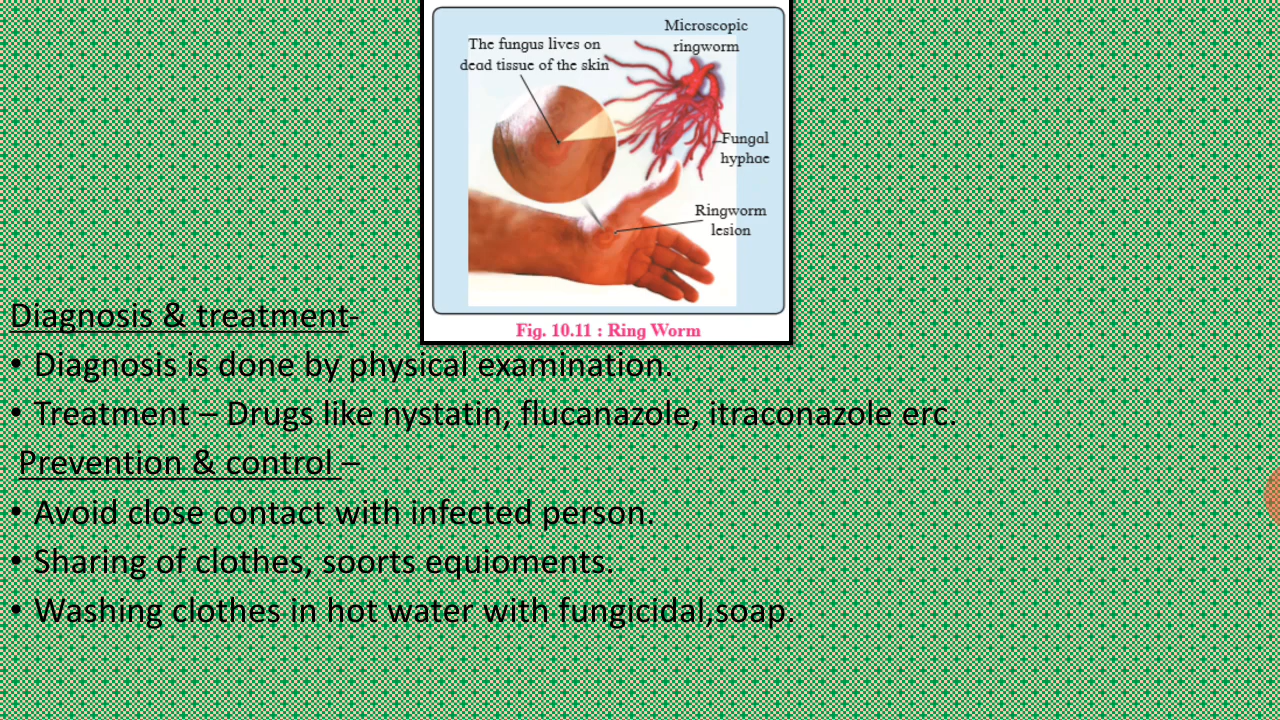 Microscopic
ringworm
The fungus lives on
dead tissue of the skin
Fungal
hyphae
Ringworm
lesion
Fig. 10.11 : Ring Worm
Diagnosis & treatment-
• Diagnosis is done by physical examination.
• Treatment – Drugs like nystatin, flucanazole, itraconazole erc.
Prevention & control –
• Avoid close contact with infected person.
• Sharing of clothes, soorts equioments.
• Washing clothes in hot water with fungicidal,soap.